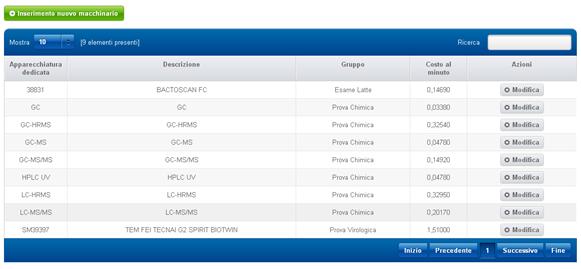 Inserimento nuovo macchinario
Mostra 10 [9 elementi presenti] Ricerca
Apparecchiatura dedicata Descrizione Gruppo Costo al minuto Azioni
38831 BACTOSCAN FC Esame Latte 0,14690 Modifica
GC GC Prova Chimica 0,03380 Modifica
GC-HRMS GC-HRMS Prova Chimica 0,32540 Modifica
GC-MS GC-MS Prova Chimica 0,04780 Modifica
GC-MS/MS GC-MS/MS Prova Chimica 0,14920 Modifica
HPLC UV HPLC UV Prova Chimica 0,04780 Modifica
LC-HRMS LC-HRMS Prova Chimica 0,32950 Modifica
LC-MS/MS LC-MS/MS Prova Chimica 0,20170 Modifica
SM39397 TEM FEI TECNAI G2 SPIRIT BIOTWIN Prova Virologica 1,51000 Modifica
Inizio Precedente 1 Successivo Fine